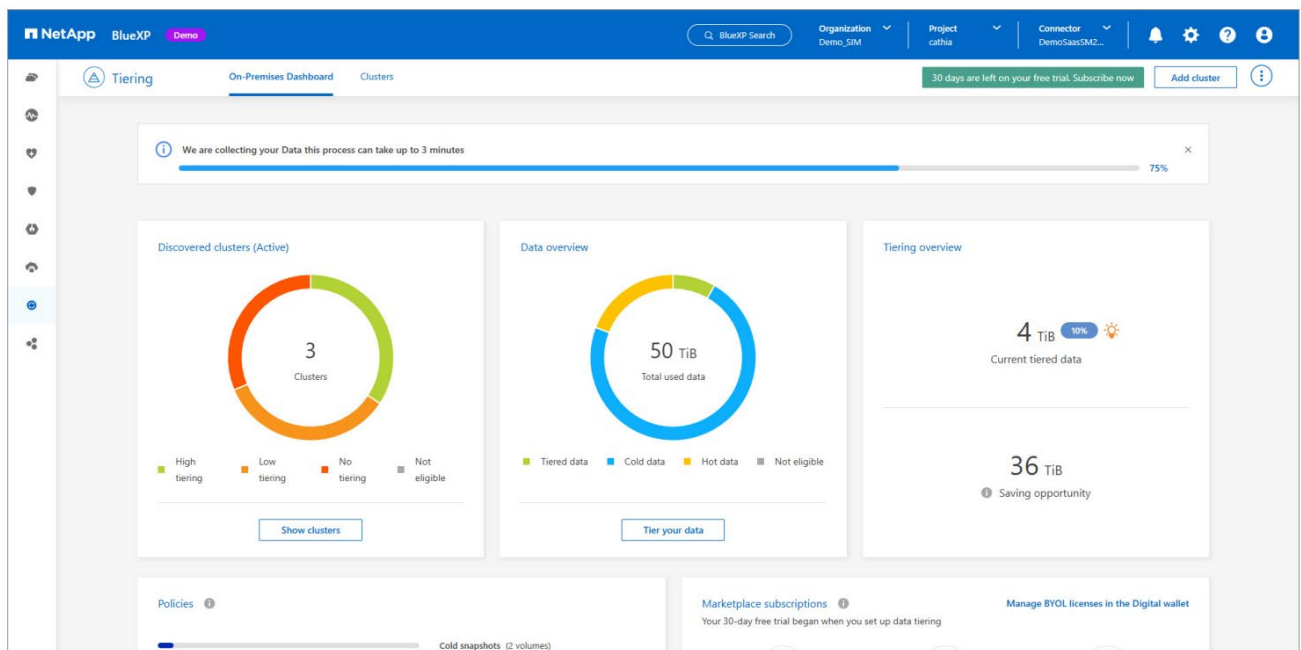 NetApp BlueXP Demo
BlueXP Search
Organization
Demo_SIM
Project
cathia
Connector
DemoSaasSM2...
Tiering
On-Premises Dashboard
Clusters
30 days are left on your free trial. Subscribe now
Add cluster
We are collecting your Data this process can take up to 3 minutes
75%
Discovered clusters (Active)
3
Clusters
High
tiering
Low
tiering
No
tiering
Not
eligible
Show clusters
Data overview
50 TiB
Total used data
Tiered data
Cold data
Hot data
Not eligible
Tier your data
Tiering overview
4 TiB 10%
Current tiered data
36 TiB
Saving opportunity
Policies
Cold snapshots (2 volumes)
Marketplace subscriptions
Manage BYOL licenses in the Digital wallet
Your 30-day free trial began when you set up data tiering